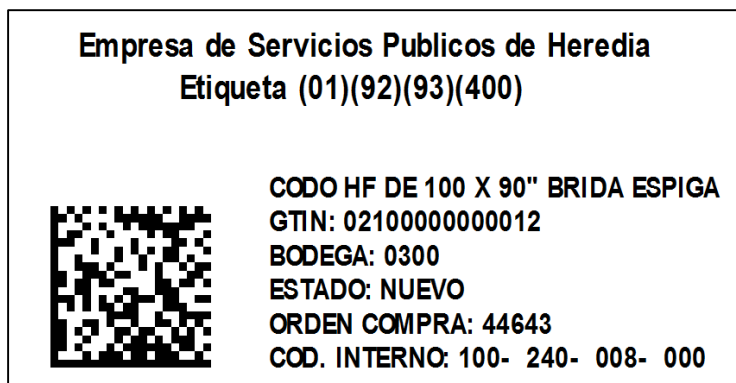 Empresa de Servicios Publicos de Heredia
Etiqueta (01)(92)(93)(400)
CODO HF DE 100 X 90" BRIDA ESPIGA
GTIN: 02100000000012
BODEGA: 0300
ESTADO: NUEVO
ORDEN COMPRA: 44643
COD. INTERNO: 100- 240- 008- 000